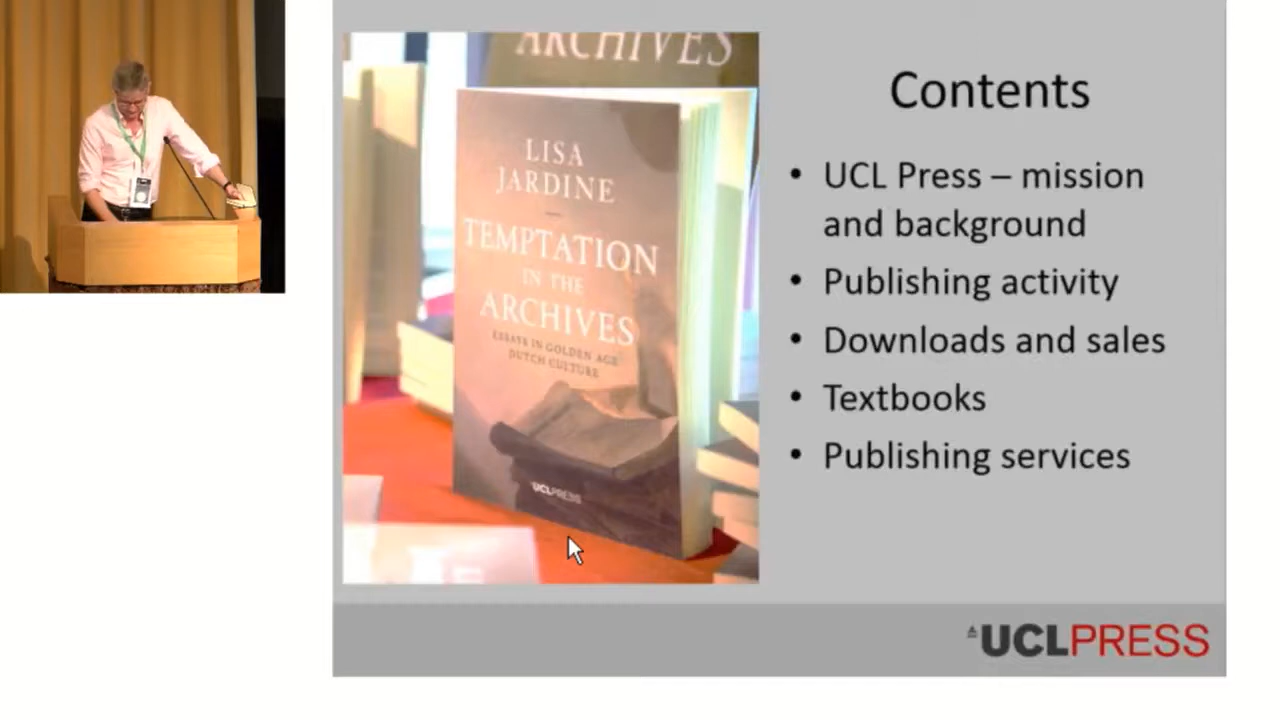 ARCHIVES
LISA
JARDINE
TEMPTATION
IN THE
ARCHIVES
ESSAYS IN GOLDEN AGE
DUTCH CULTURE
UCLPRESS
Contents
• UCL Press – mission
and background
• Publishing activity
• Downloads and sales
• Textbooks
• Publishing services
UCLPRESS